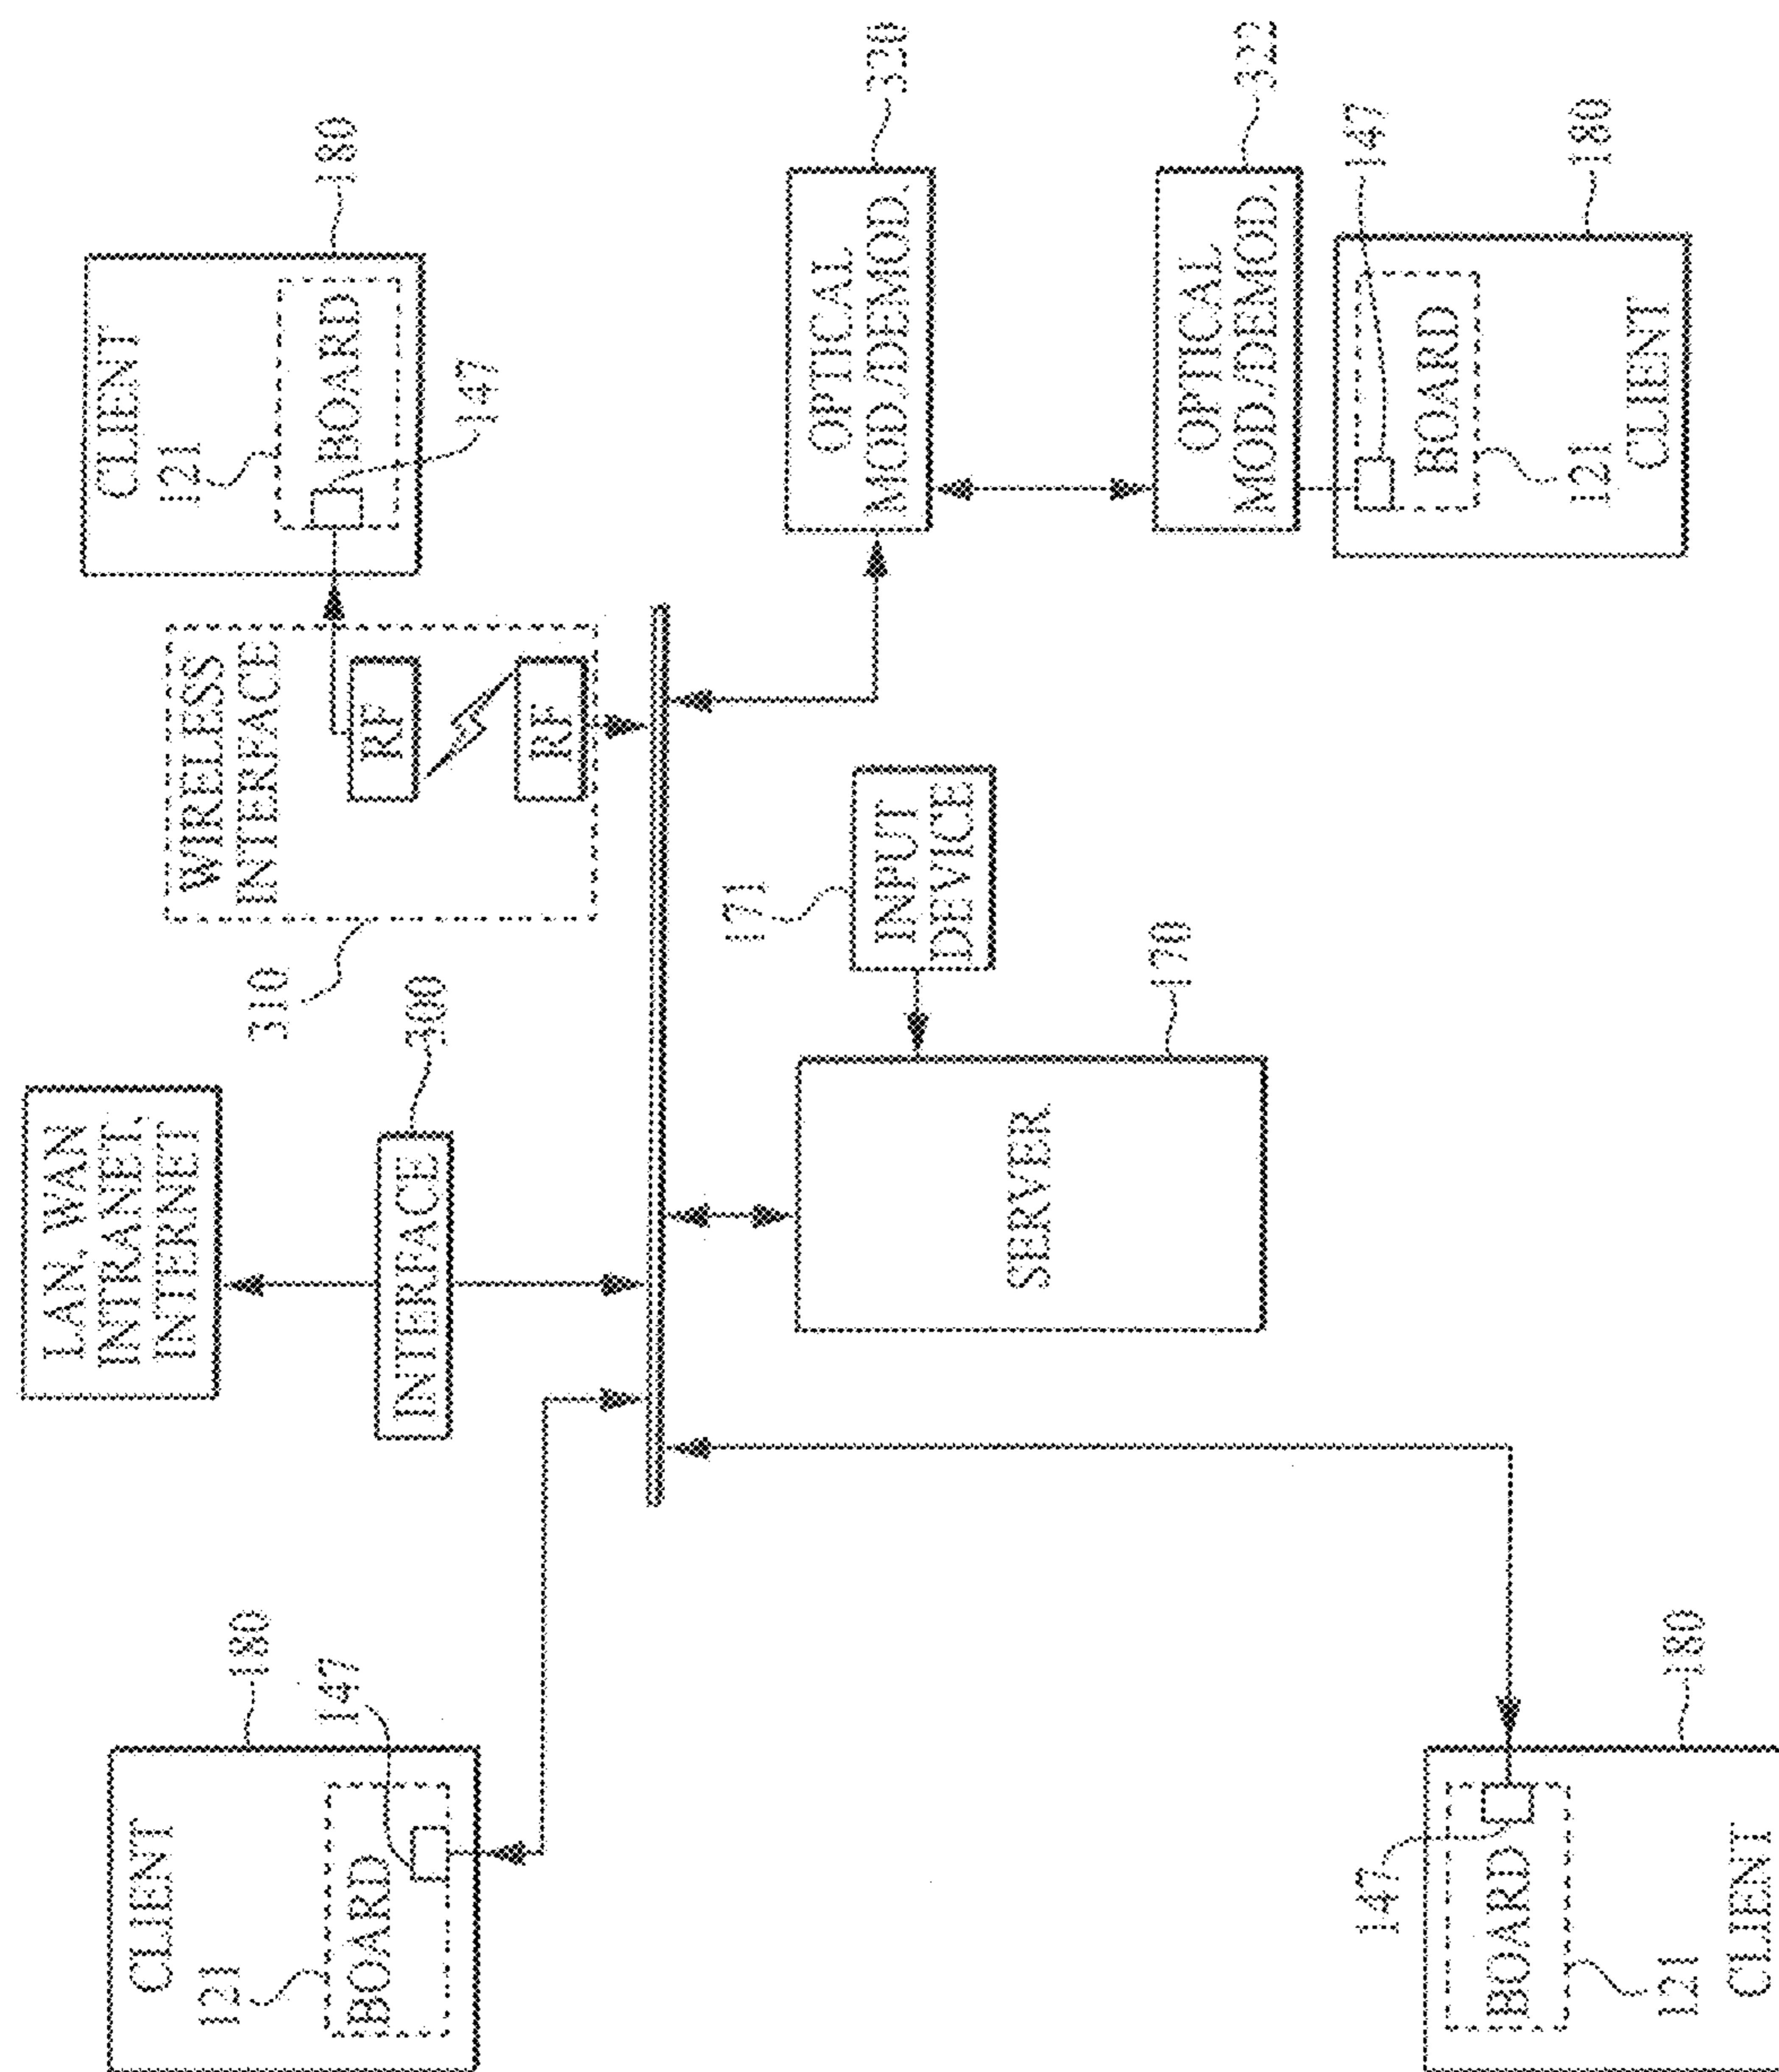 CLIENT
121
BOARD
147
180
LAN, WAN
INTRANET,
INTERNET
INTERFACE
300
310
WIRELESS
INTERFACE
RF
RF
CLIENT
121
BOARD
147
180
SERVER
170
171
INPUT
DEVICE
OPTICAL
MOD./DEMOD.
320
OPTICAL
MOD./DEMOD.
322
147
BOARD
121
CLIENT
180
147
BOARD
121
CLIENT
180